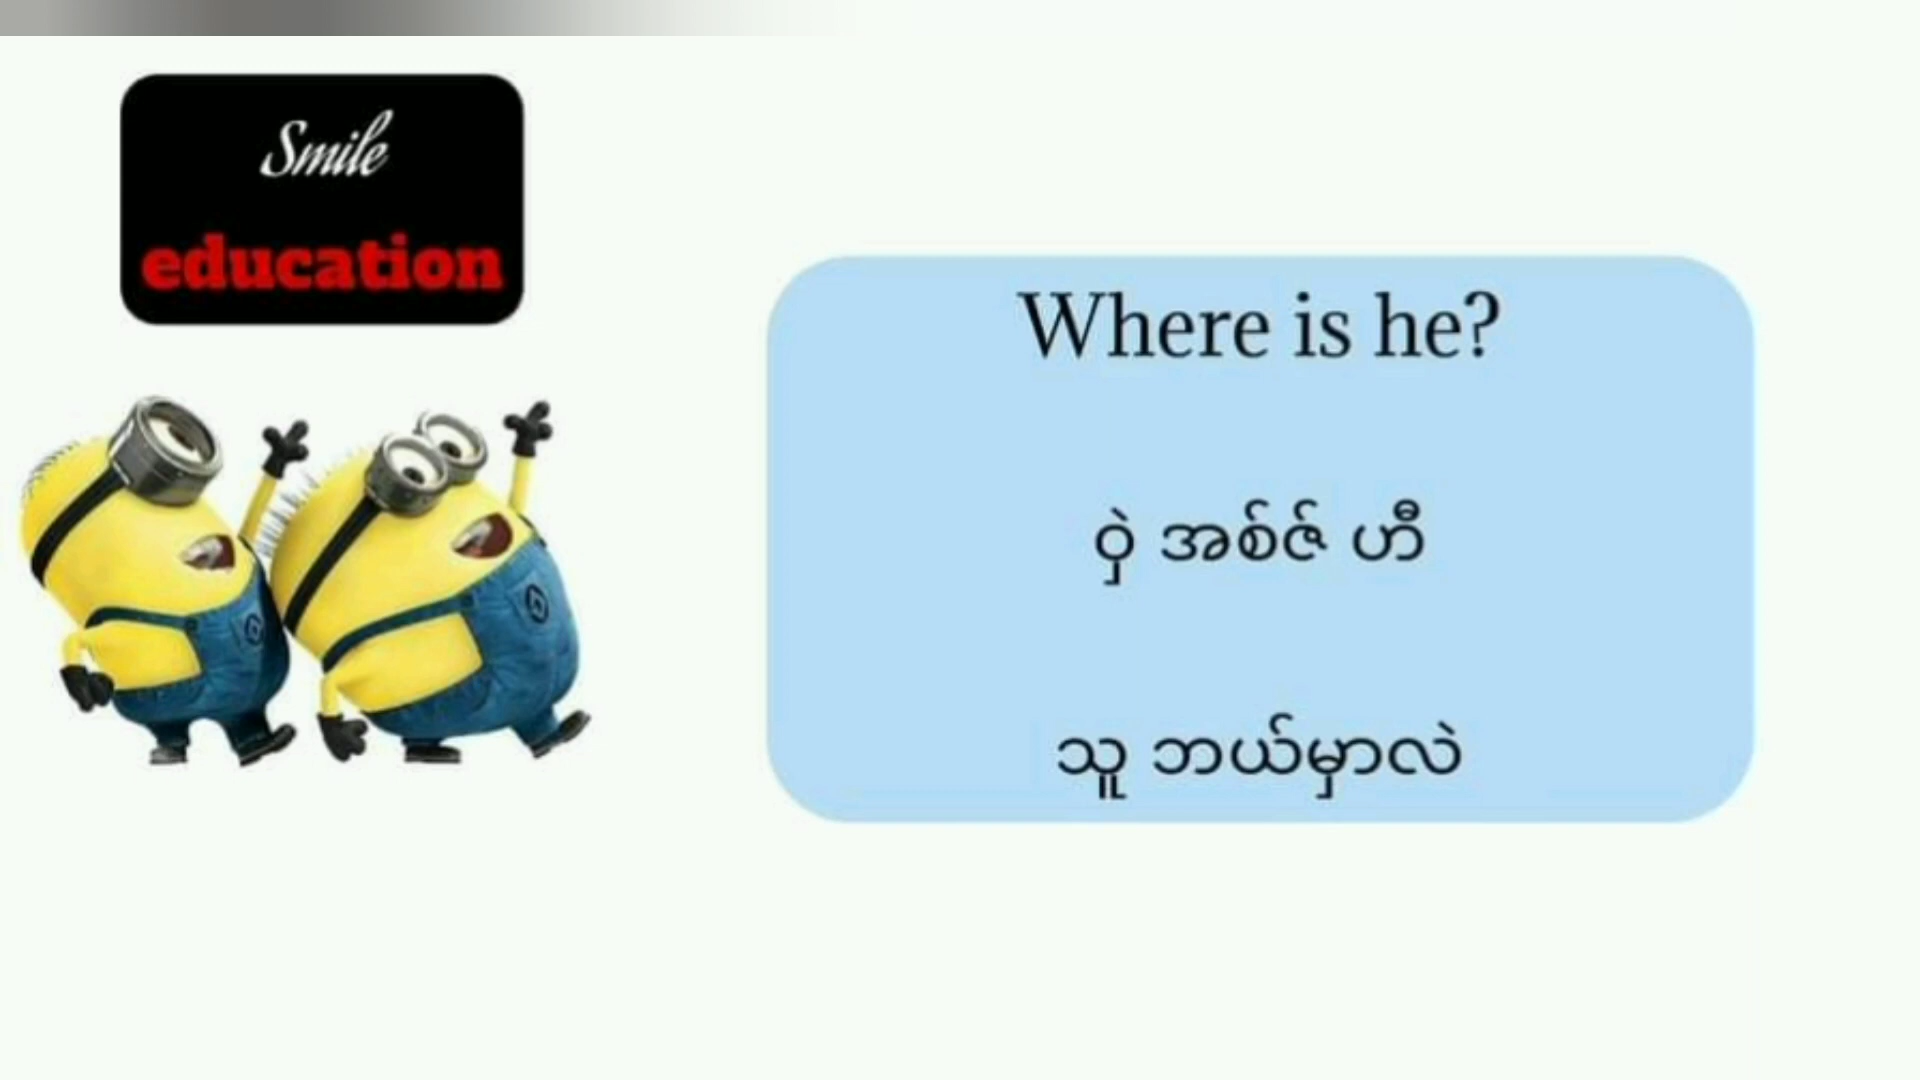 Smile
education
Where is he?
ဝှဲ အစ်ဇ် ဟီ
သူ ဘယ်မှာလဲ